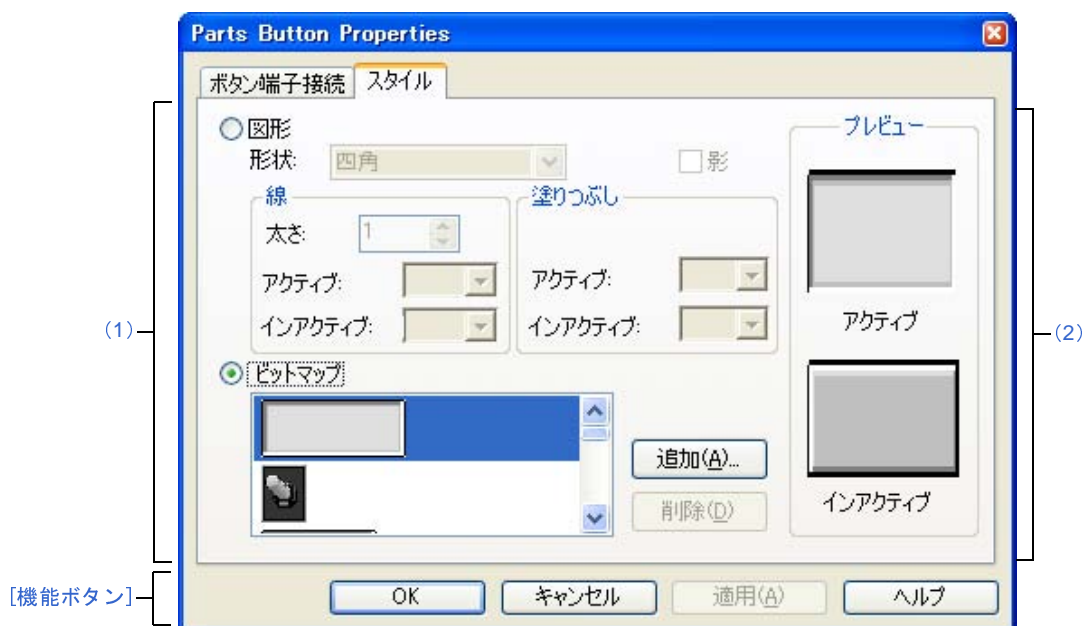 Parts Button Properties
ボタン端子接続
スタイル
図形
形状:
四角
影
線
太さ:
1
アクティブ:
インアクティブ:
塗りつぶし
アクティブ:
インアクティブ:
ビットマップ
追加(A)...
削除(D)
プレビュー
アクティブ
インアクティブ
(1)
(2)
[機能ボタン]
OK
キャンセル
適用(A)
ヘルプ